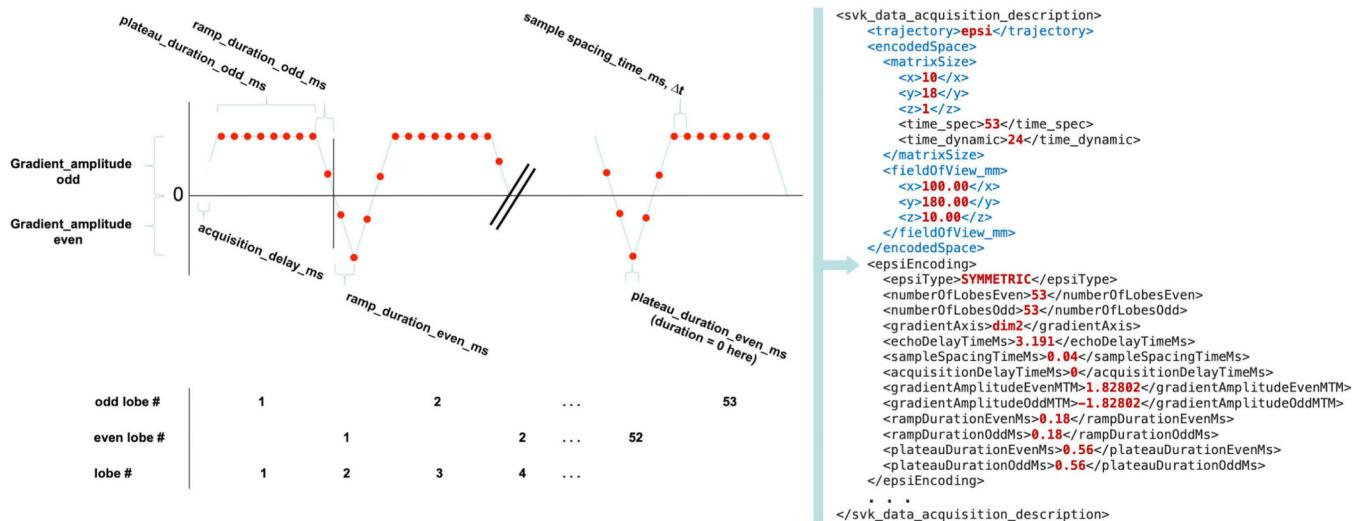 plateau_duration_odd_ms
ramp_duration_odd_ms
sample spacing_time_ms, Δt
Gradient_amplitude
odd
0
Gradient_amplitude
even
acquisition_delay_ms
ramp_duration_even_ms
plateau_duration_even_ms
(duration = 0 here)
odd lobe # 1 2 ... 53
even lobe # 1 2 ... 52
lobe # 1 2 3 4 ...
<svk_data_acquisition_description>
<trajectory>epsi</trajectory>
<encodedSpace>
<matrixSize>
<x>10</x>
<y>18</y>
<z>1</z>
<time_spec>53</time_spec>
<time_dynamic>24</time_dynamic>
</matrixSize>
<fieldOfView_mm>
<x>100.00</x>
<y>180.00</y>
<z>10.00</z>
</fieldOfView_mm>
</encodedSpace>
<epsiEncoding>
<epsiType>SYMMETRIC</epsiType>
<numberOfLobesEven>53</numberOfLobesEven>
<numberOfLobesOdd>53</numberOfLobesOdd>
<gradientAxis>dim2</gradientAxis>
<echoDelayTimeMs>3.191</echoDelayTimeMs>
<sampleSpacingTimeMs>0.04</sampleSpacingTimeMs>
<acquisitionDelayTimeMs>0</acquisitionDelayTimeMs>
<gradientAmplitudeEvenMTM>1.82802</gradientAmplitudeEvenMTM>
<gradientAmplitudeOddMTM>-1.82802</gradientAmplitudeOddMTM>
<rampDurationEvenMs>0.18</rampDurationEvenMs>
<rampDurationOddMs>0.18</rampDurationOddMs>
<plateauDurationEvenMs>0.56</plateauDurationEvenMs>
<plateauDurationOddMs>0.56</plateauDurationOddMs>
</epsiEncoding>
. . .
</svk_data_acquisition_description>